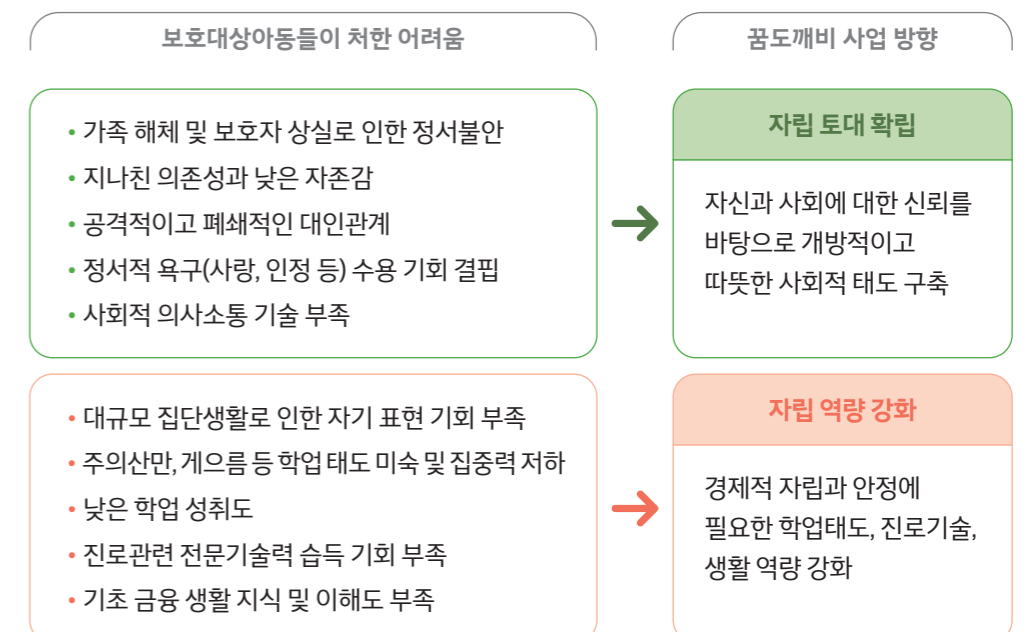 보호대상아동들이 처한 어려움
꿈도깨비 사업 방향
• 가족 해체 및 보호자 상실로 인한 정서불안
• 지나친 의존성과 낮은 자존감
• 공격적이고 폐쇄적인 대인관계
• 정서적 욕구(사랑, 인정 등) 수용 기회 결핍
• 사회적 의사소통 기술 부족
자립 토대 확립
자신과 사회에 대한 신뢰를
바탕으로 개방적이고
따뜻한 사회적 태도 구축
• 대규모 집단생활로 인한 자기 표현 기회 부족
• 주의산만, 게으름 등 학업 태도 미숙 및 집중력 저하
• 낮은 학업 성취도
• 진로관련 전문기술력 습득 기회 부족
• 기초 금융 생활 지식 및 이해도 부족
자립 역량 강화
경제적 자립과 안정에
필요한 학업태도, 진로기술,
생활 역량 강화